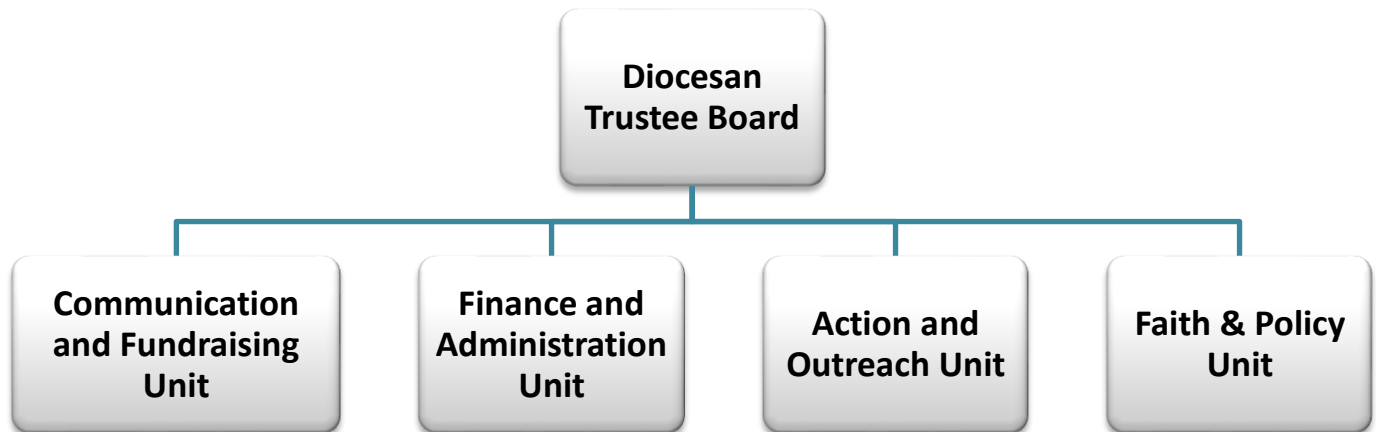 Diocesan
Trustee Board
Communication
and Fundraising
Unit
Finance and
Administration
Unit
Action and
Outreach Unit
Faith & Policy
Unit